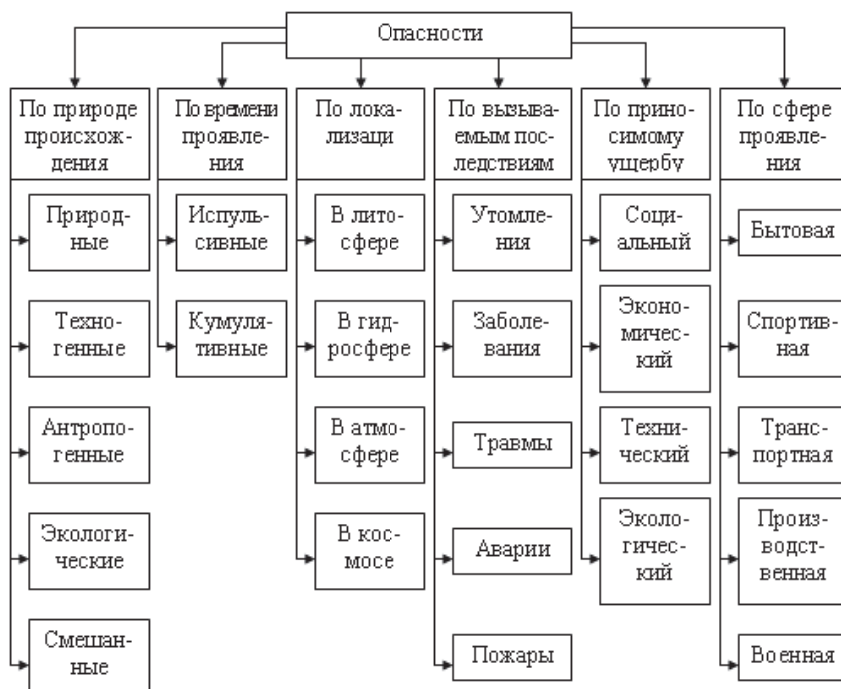 Опасности
По природе
происхож-
дения
По времени
проявле-
ния
По лока-
лизаци
По вызыва-
емым пос-
ледствиям
По прино-
симому
ущербу
По сфере
проявле-
ния
Природ-
ные
Техно-
генные
Антропо-
генные
Экологи-
ческие
Смешан-
ные
Испуль-
сивные
Кумуля-
тивные
В лито-
сфере
В гид-
росфере
В атмо-
сфере
В кос-
мосе
Утомле-
ния
Заболе-
вания
Травмы
Аварии
Пожары
Соци-
альный
Эконо-
мический
Техни-
ческий
Эколо-
гичес-
кий
Бытовая
Спортив-
ная
Транс-
портная
Произ-
водст-
венная
Военная